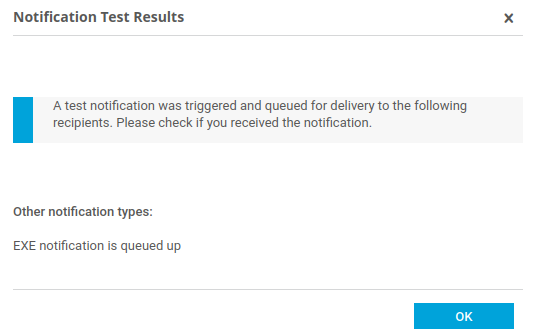 Notification Test Results
×
A test notification was triggered and queued for delivery to the following
recipients. Please check if you received the notification.
Other notification types:
EXE notification is queued up
OK